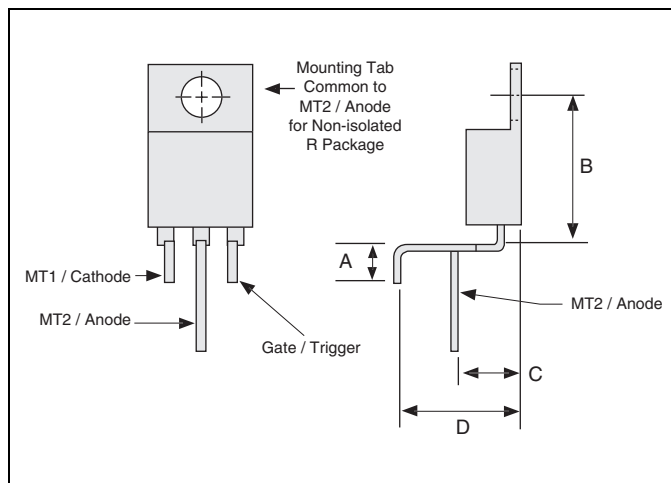 Mounting Tab
Common to
MT2 / Anode
for Non-isolated
R Package
B
A
MT1 / Cathode
MT2 / Anode
MT2 / Anode
Gate / Trigger
C
D